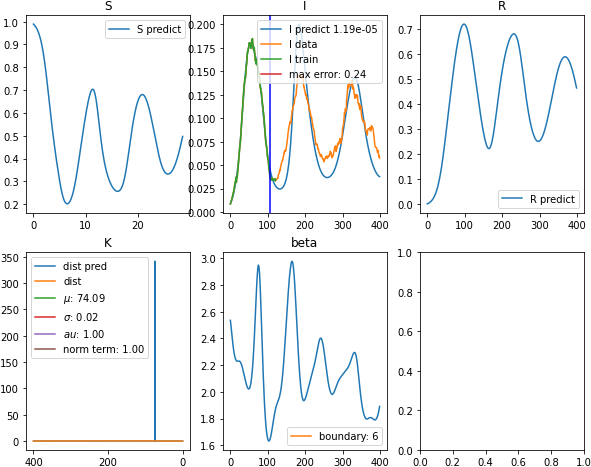 S
1.0
0.9
0.8
0.7
0.6
0.5
0.4
0.3
0.2
0 10 20
S predict
I
0.200
0.175
0.150
0.125
0.100
0.075
0.050
0.025
0.000
0 100 200 300 400
I predict 1.19e-05
I data
I train
max error: 0.24
R
0.7
0.6
0.5
0.4
0.3
0.2
0.1
0.0
0 100 200 300 400
R predict
K
350
300
250
200
150
100
50
0
400 200 0
dist pred
dist
μ: 74.09
σ: 0.02
au: 1.00
norm term: 1.00
beta
3.0
2.8
2.6
2.4
2.2
2.0
1.8
1.6
0 100 200 300 400
boundary: 6
1.0
0.8
0.6
0.4
0.2
0.0
0.0 0.2 0.4 0.6 0.8 1.0